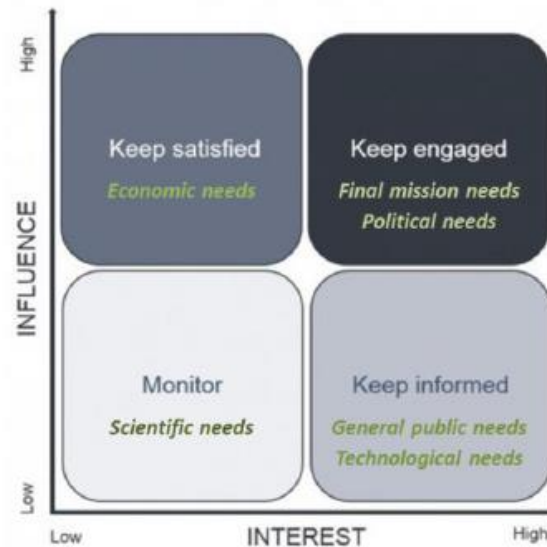 High
Keep satisfied
Economic needs
Keep engaged
Final mission needs
Political needs
INFLUENCE
Monitor
Scientific needs
Keep informed
General public needs
Technological needs
Low
Low
INTEREST
High